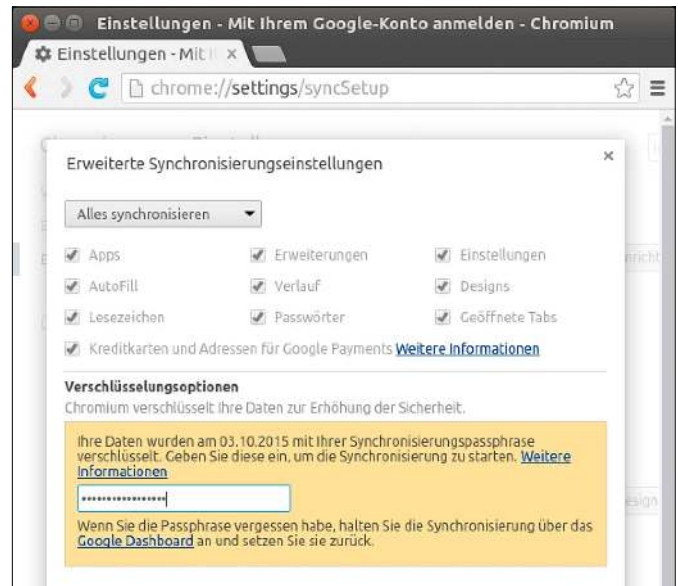 Einstellungen - Mit Ihrem Google-Konto anmelden - Chromium
Einstellungen - Mit I
chrome://settings/syncSetup
Erweiterte Synchronisierungseinstellungen
Alles synchronisieren
Apps Erweiterungen Einstellungen
AutoFill Verlauf Designs
Lesezeichen Passwörter Geöffnete Tabs
Kreditkarten und Adressen für Google Payments Weitere Informationen
Verschlüsselungsoptionen
Chromium verschlüsselt Ihre Daten zur Erhöhung der Sicherheit.
Ihre Daten wurden am 03.10.2015 mit Ihrer Synchronisierungspassphrase
verschlüsselt. Geben Sie diese ein, um die Synchronisierung zu starten. Weitere
Informationen
Wenn Sie die Passphrase vergessen habe, halten Sie die Synchronisierung über das
Google Dashboard an und setzen Sie sie zurück.